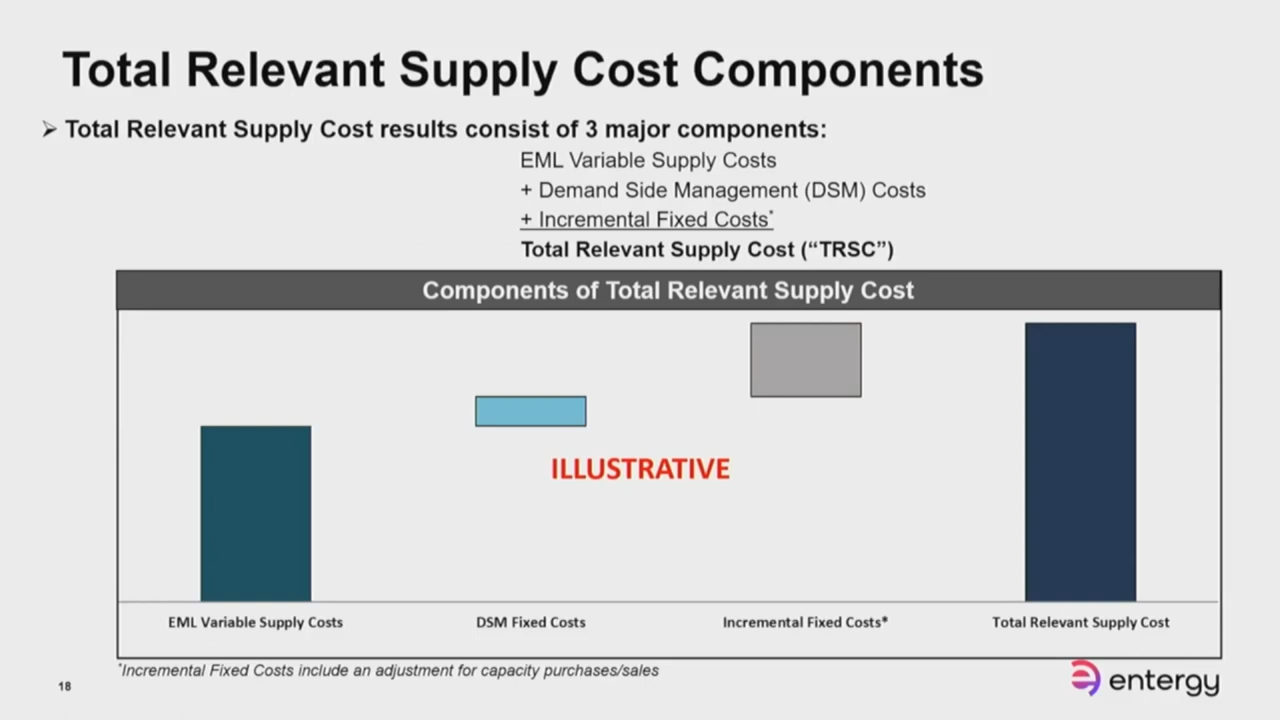 Total Relevant Supply Cost Components
➢ Total Relevant Supply Cost results consist of 3 major components:
EML Variable Supply Costs
+ Demand Side Management (DSM) Costs
+ Incremental Fixed Costs*
Total Relevant Supply Cost (“TRSC”)
Components of Total Relevant Supply Cost
ILLUSTRATIVE
EML Variable Supply Costs
DSM Fixed Costs
Incremental Fixed Costs*
Total Relevant Supply Cost
*Incremental Fixed Costs include an adjustment for capacity purchases/sales
18
entergy